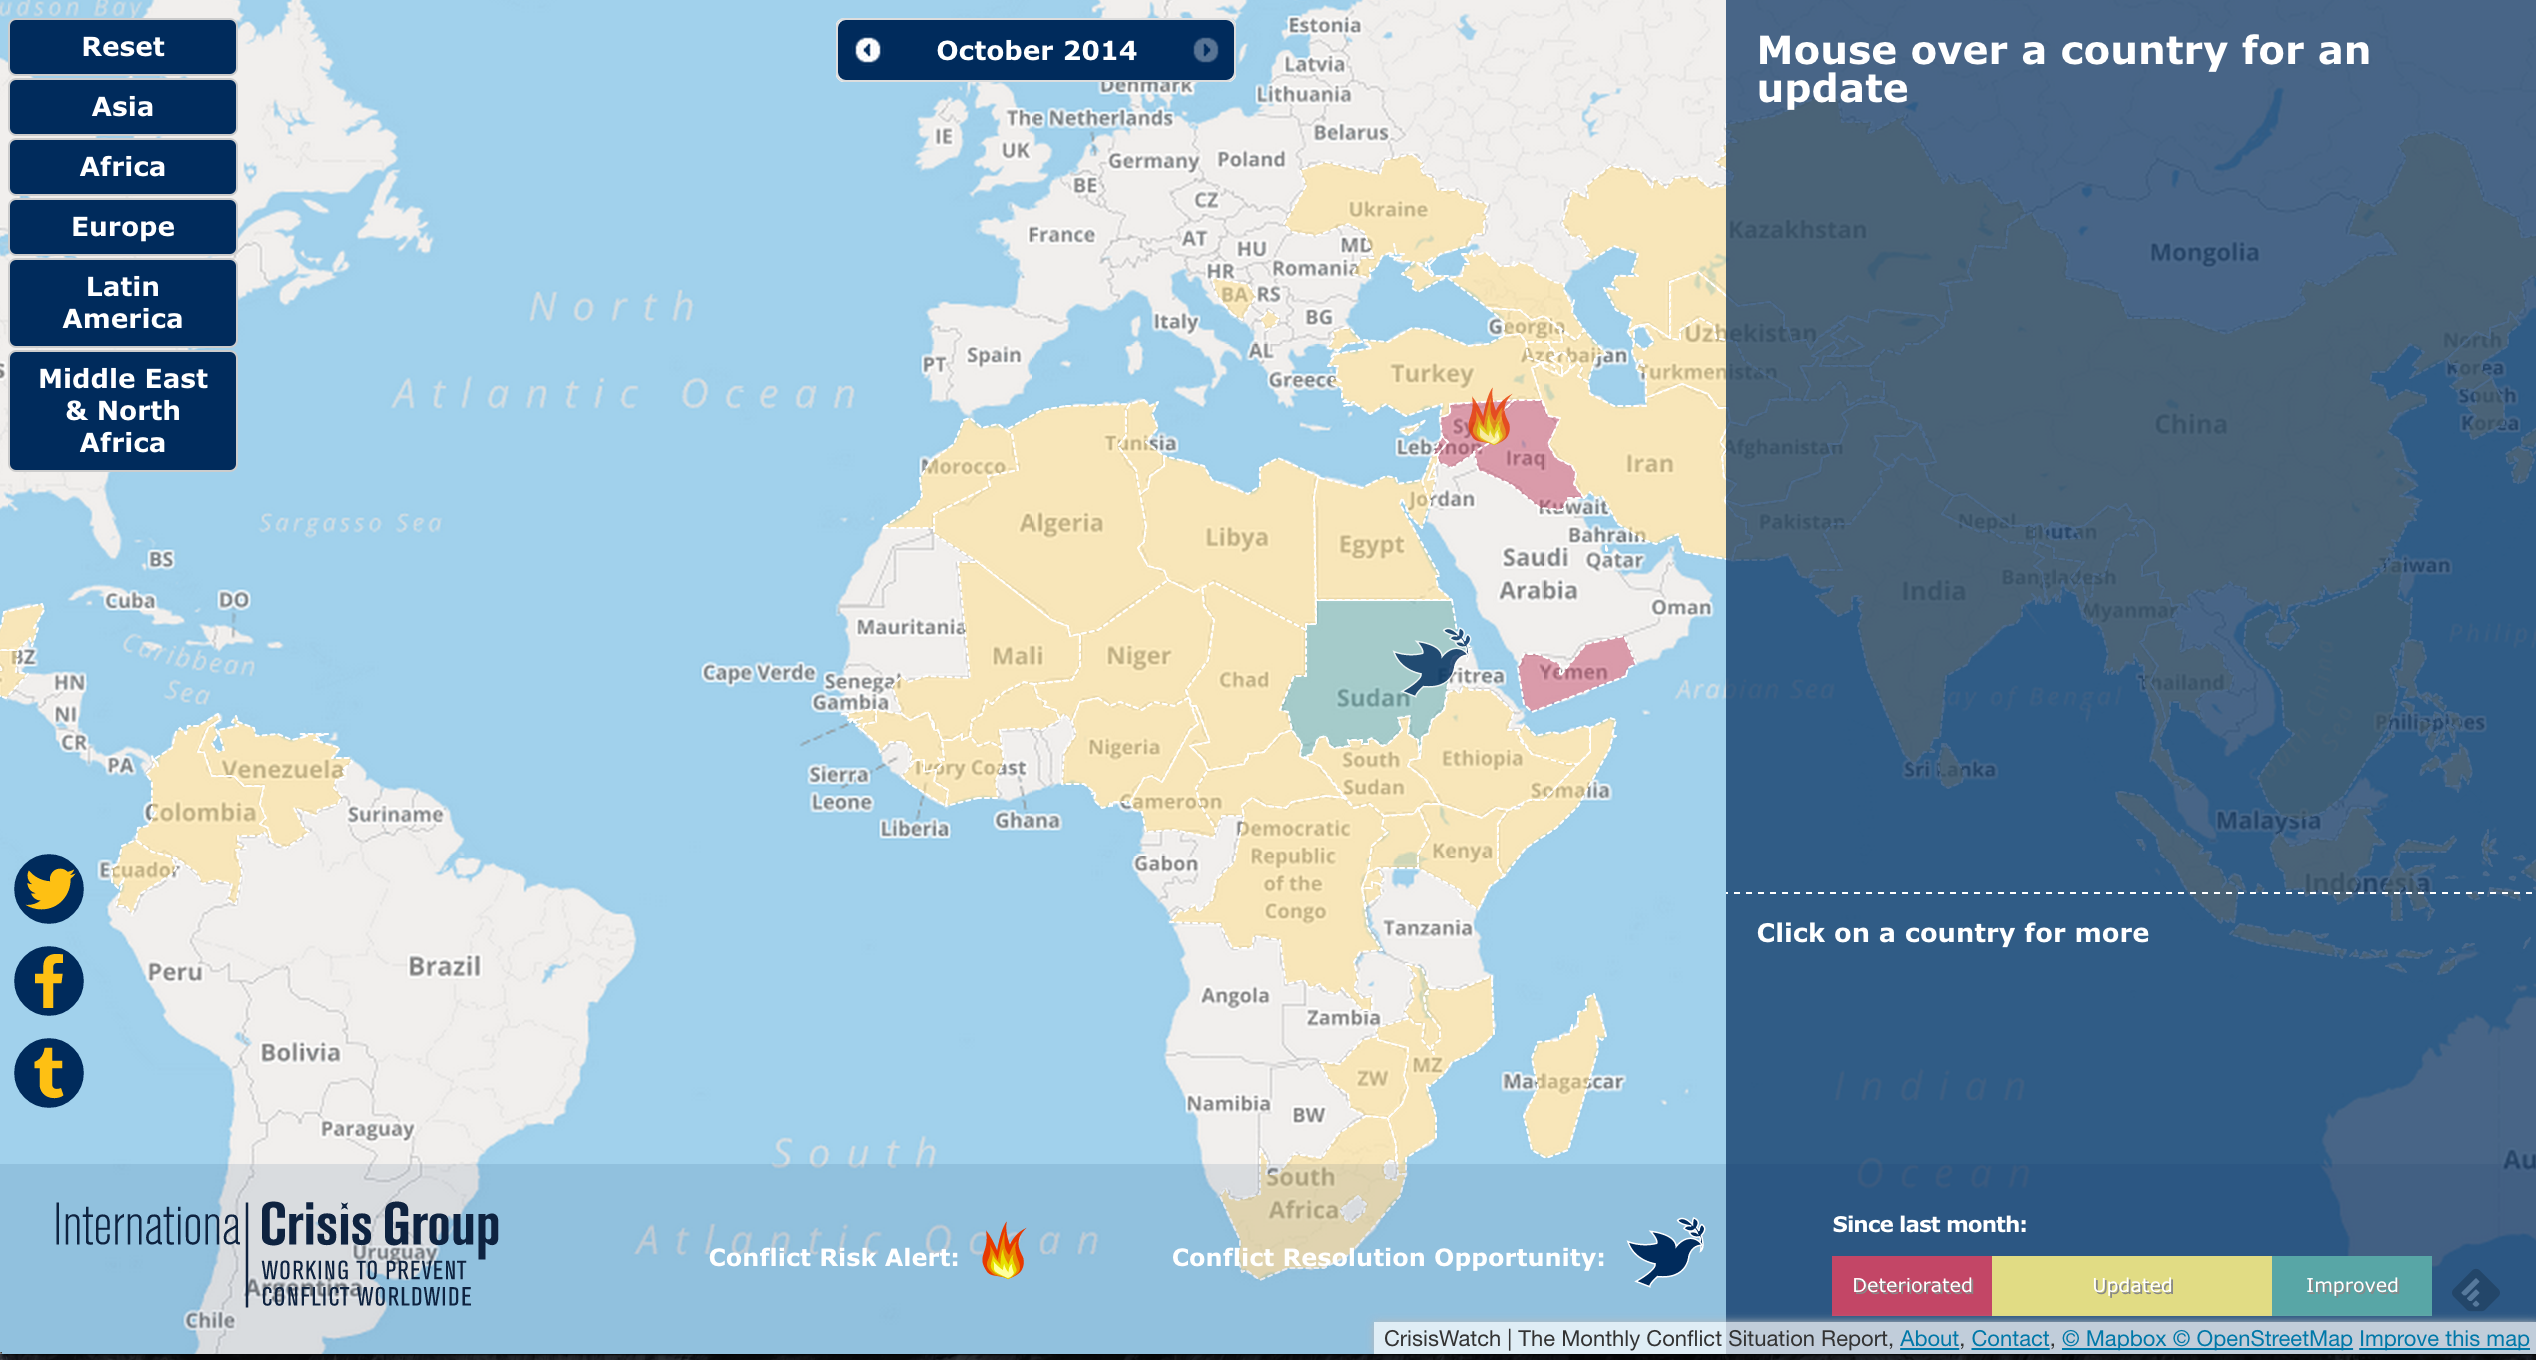 Hudson Bay
Reset
Asia
Africa
Europe
Latin
America
Middle East
& North
Africa
October 2014
Mouse over a country for an
update
Estonia
Latvia
Denmark
Lithuania
The Netherlands
IE
UK
Belarus
Germany
Poland
BE
CZ
Ukraine
France
AT
HU
MD
HR
Romania
BA
RS
Italy
BG
Georgia
PT
Spain
AL
Azerbaijan
Greece
Turkey
Kazakhstan
Uzbekistan
Turkmenistan
Mongolia
North
Korea
South
Korea
China
North
Atlantic Ocean
Sargasso Sea
Tunisia
Morocco
Lebanon
Iraq
Iran
Afghanistan
Jordan
Kuwait
Algeria
Libya
Egypt
Bahrain
Saudi
Arabia
Qatar
Pakistan
Nepal
Bhutan
Taiwan
India
Bangladesh
Myanmar
Oman
BS
Cuba
DO
Caribbean
Sea
BZ
HN
NI
CR
PA
Mauritania
Mali
Niger
Chad
Sudan
Eritrea
Yemen
Cape Verde
Senegal
Gambia
Arabian Sea
Bay of Bengal
Thailand
Philippines
Venezuela
Colombia
Suriname
Ecuador
Nigeria
Ivory Coast
Sierra
Leone
Liberia
Ghana
Cameroon
South
Sudan
Ethiopia
Somalia
Sri Lanka
Malaysia
Indonesia
Democratic
Republic
of the
Congo
Kenya
Gabon
Tanzania
Click on a country for more
Peru
Brazil
Angola
Zambia
Bolivia
ZW
MZ
Madagascar
Namibia
BW
Paraguay
Indian
Ocean
South
Atlantic Ocean
South
Africa
International Crisis Group
WORKING TO PREVENT
CONFLICT WORLDWIDE
Uruguay
Argentina
Chile
Conflict Risk Alert:
Conflict Resolution Opportunity:
Since last month:
Deteriorated
Updated
Improved
CrisisWatch | The Monthly Conflict Situation Report, About, Contact, © Mapbox © OpenStreetMap Improve this map